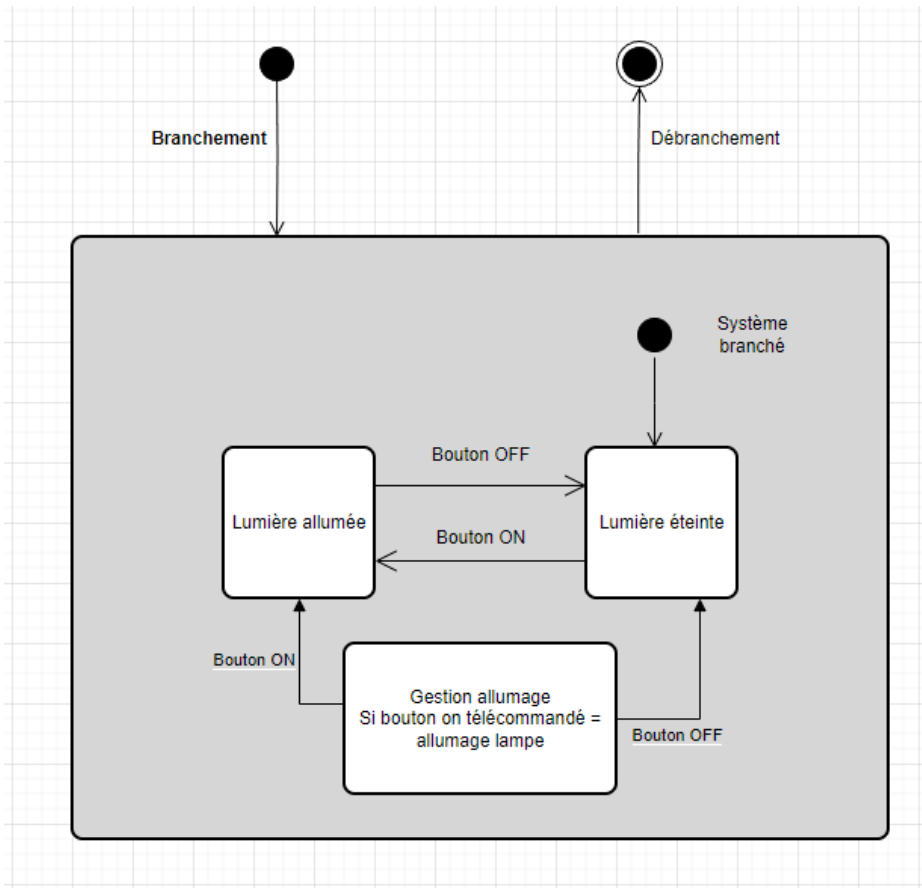 Branchement
Débranchement
Système
branché
Bouton OFF
Lumière allumée
Lumière éteinte
Bouton ON
Bouton ON
Gestion allumage
Si bouton on télécommandé =
allumage lampe
Bouton OFF